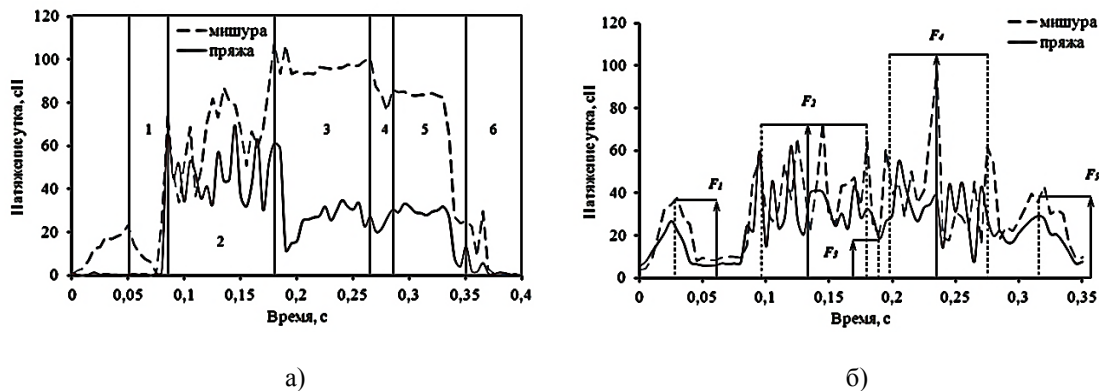 120
100
80
60
40
20
0
Натяжение утка, сН
мишура
пряжа
1
2
3
4
5
6
0 0,05 0,1 0,15 0,2 0,25 0,3 0,35 0,4
Время, с
а)
120
100
80
60
40
20
0
Натяжение утка, сН
мишура
пряжа
F1
F2
F3
F4
F5
0 0,05 0,1 0,15 0,2 0,25 0,3 0,35
Время, с
б)